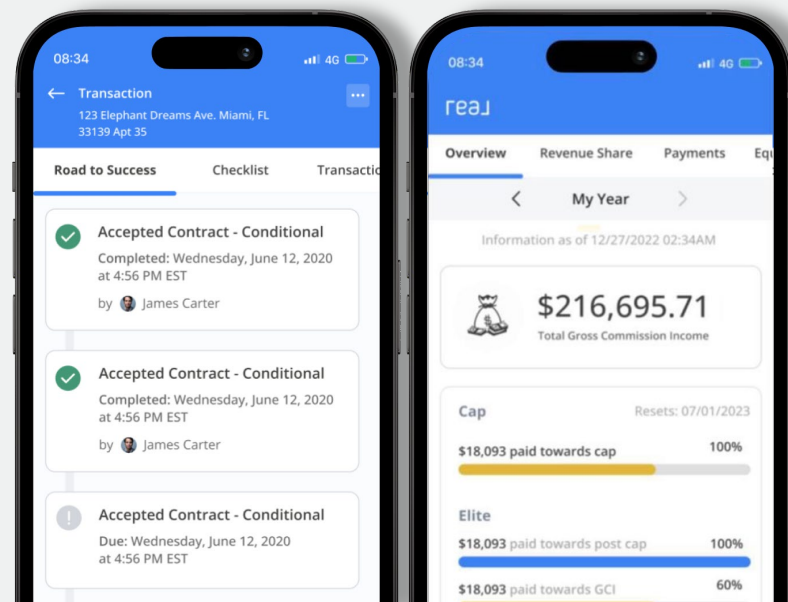 08:34
4G
Transaction
...
123 Elephant Dreams Ave. Miami, FL
33139 Apt 35
Road to Success
Checklist
Transactic
Accepted Contract - Conditional
Completed: Wednesday, June 12, 2020
at 4:56 PM EST
by James Carter
Accepted Contract - Conditional
Completed: Wednesday, June 12, 2020
at 4:56 PM EST
by James Carter
!
Accepted Contract - Conditional
Due: Wednesday, June 12, 2020
at 4:56 PM EST
08:34
4G
real
Overview
Revenue Share
Payments
Equ
My Year
Information as of 12/27/2022 02:34AM
$216,695.71
Total Gross Commission Income
Cap
Resets: 07/01/2023
$18,093 paid towards cap
100%
Elite
$18,093 paid towards post cap
100%
$18,093 paid towards GCI
60%